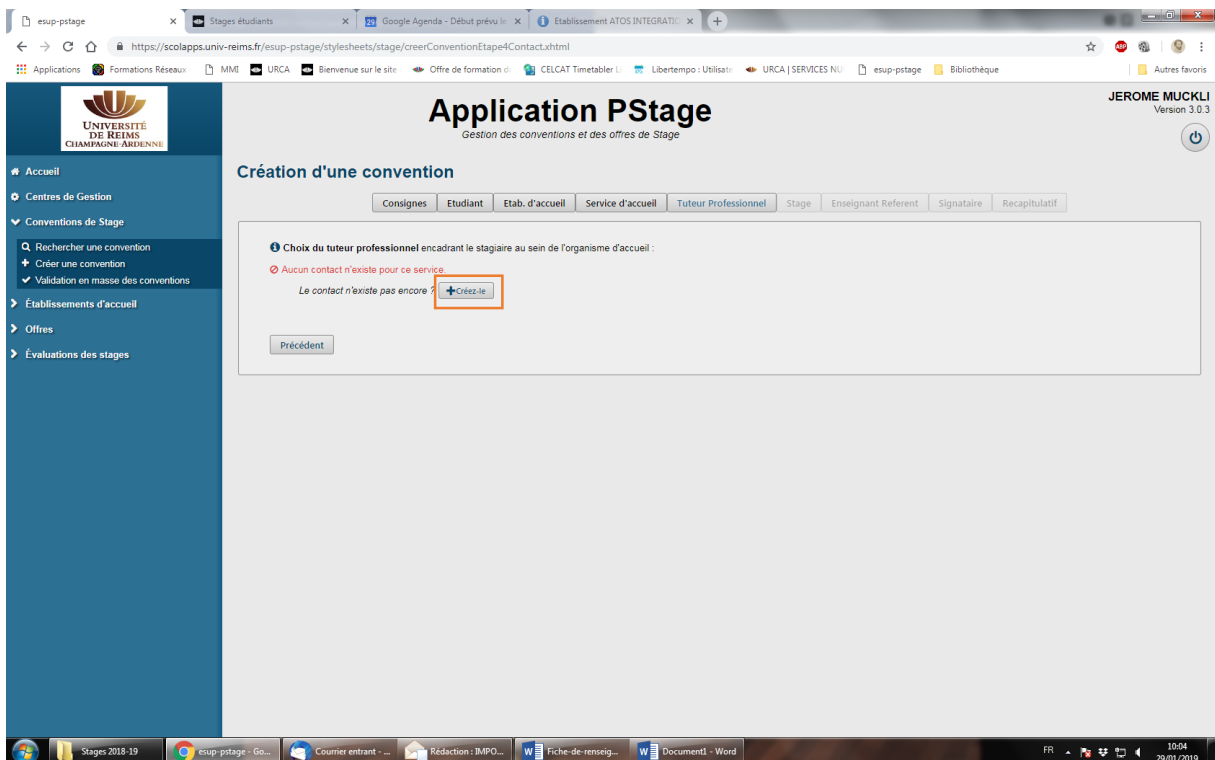 esup-pstage
Stages étudiants
29 Google Agenda - Début prévu le
Etablissement ATOS INTEGRATIO
https://scolapps.univ-reims.fr/esup-pstage/stylesheets/stage/creerConventionEtape4Contact.xhtml
ABP
Applications
Formations Réseaux
MMI
URCA
Bienvenue sur le site
Offre de formation d
CELCAT Timetabler L
Libertempo : Utilisat
URCA | SERVICES NU
esup-pstage
Bibliothèque
Autres favoris
UNIVERSITÉ
DE REIMS
CHAMPAGNE-ARDENNE
Application PStage
Gestion des conventions et des offres de Stage
JEROME MUCKLI
Version 3.0.3
Accueil
Centres de Gestion
Conventions de Stage
Rechercher une convention
Créer une convention
Validation en masse des conventions
Établissements d'accueil
Offres
Évaluations des stages
Création d'une convention
Consignes Etudiant Etab. d'accueil Service d'accueil Tuteur Professionnel Stage Enseignant Referent Signataire Recapitulatif
Choix du tuteur professionnel encadrant le stagiaire au sein de l'organisme d'accueil :
Aucun contact n'existe pour ce service.
Le contact n'existe pas encore ? +Créez-le
Précédent
Stages 2018-19
esup-pstage - Go...
Courrier entrant - ...
Rédaction : IMPO...
Fiche-de-renseig...
Document1 - Word
FR
10:04
29/01/2019